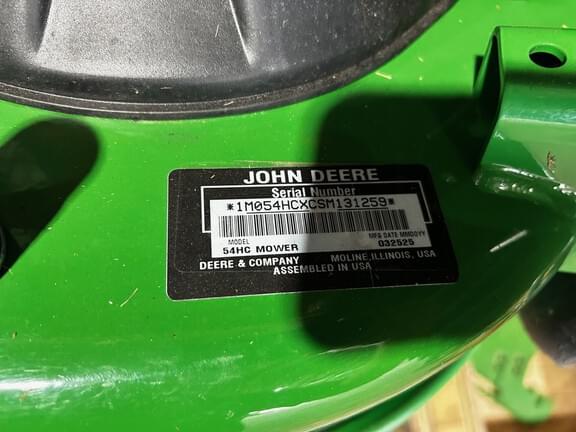 JOHN DEERE
Serial Number
*1M054HCXCSM131259*
MODEL MFG DATE MMDDYY
54HC MOWER 032525
DEERE & COMPANY MOLINE, ILLINOIS, USA
ASSEMBLED IN USA